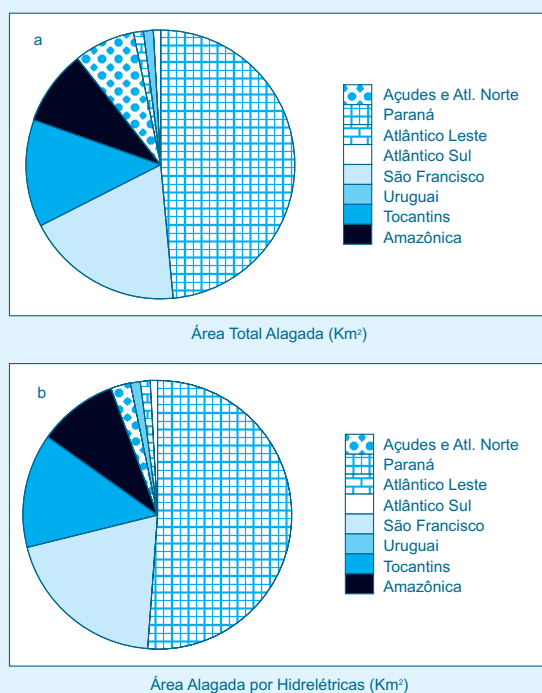 a
Açudes e Atl. Norte
Paraná
Atlântico Leste
Atlântico Sul
São Francisco
Uruguai
Tocantins
Amazônica
Área Total Alagada (Km²)
b
Açudes e Atl. Norte
Paraná
Atlântico Leste
Atlântico Sul
São Francisco
Uruguai
Tocantins
Amazônica
Área Alagada por Hidrelétricas (Km²)